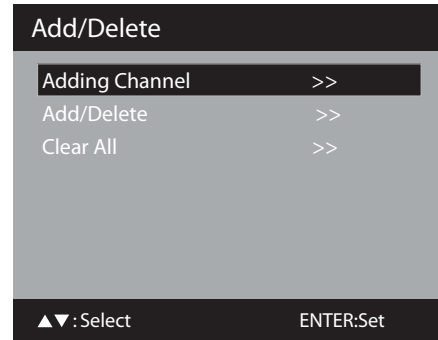 Add/Delete
Adding Channel >>
Add/Delete >>
Clear All >>
▲▼: Select ENTER:Set